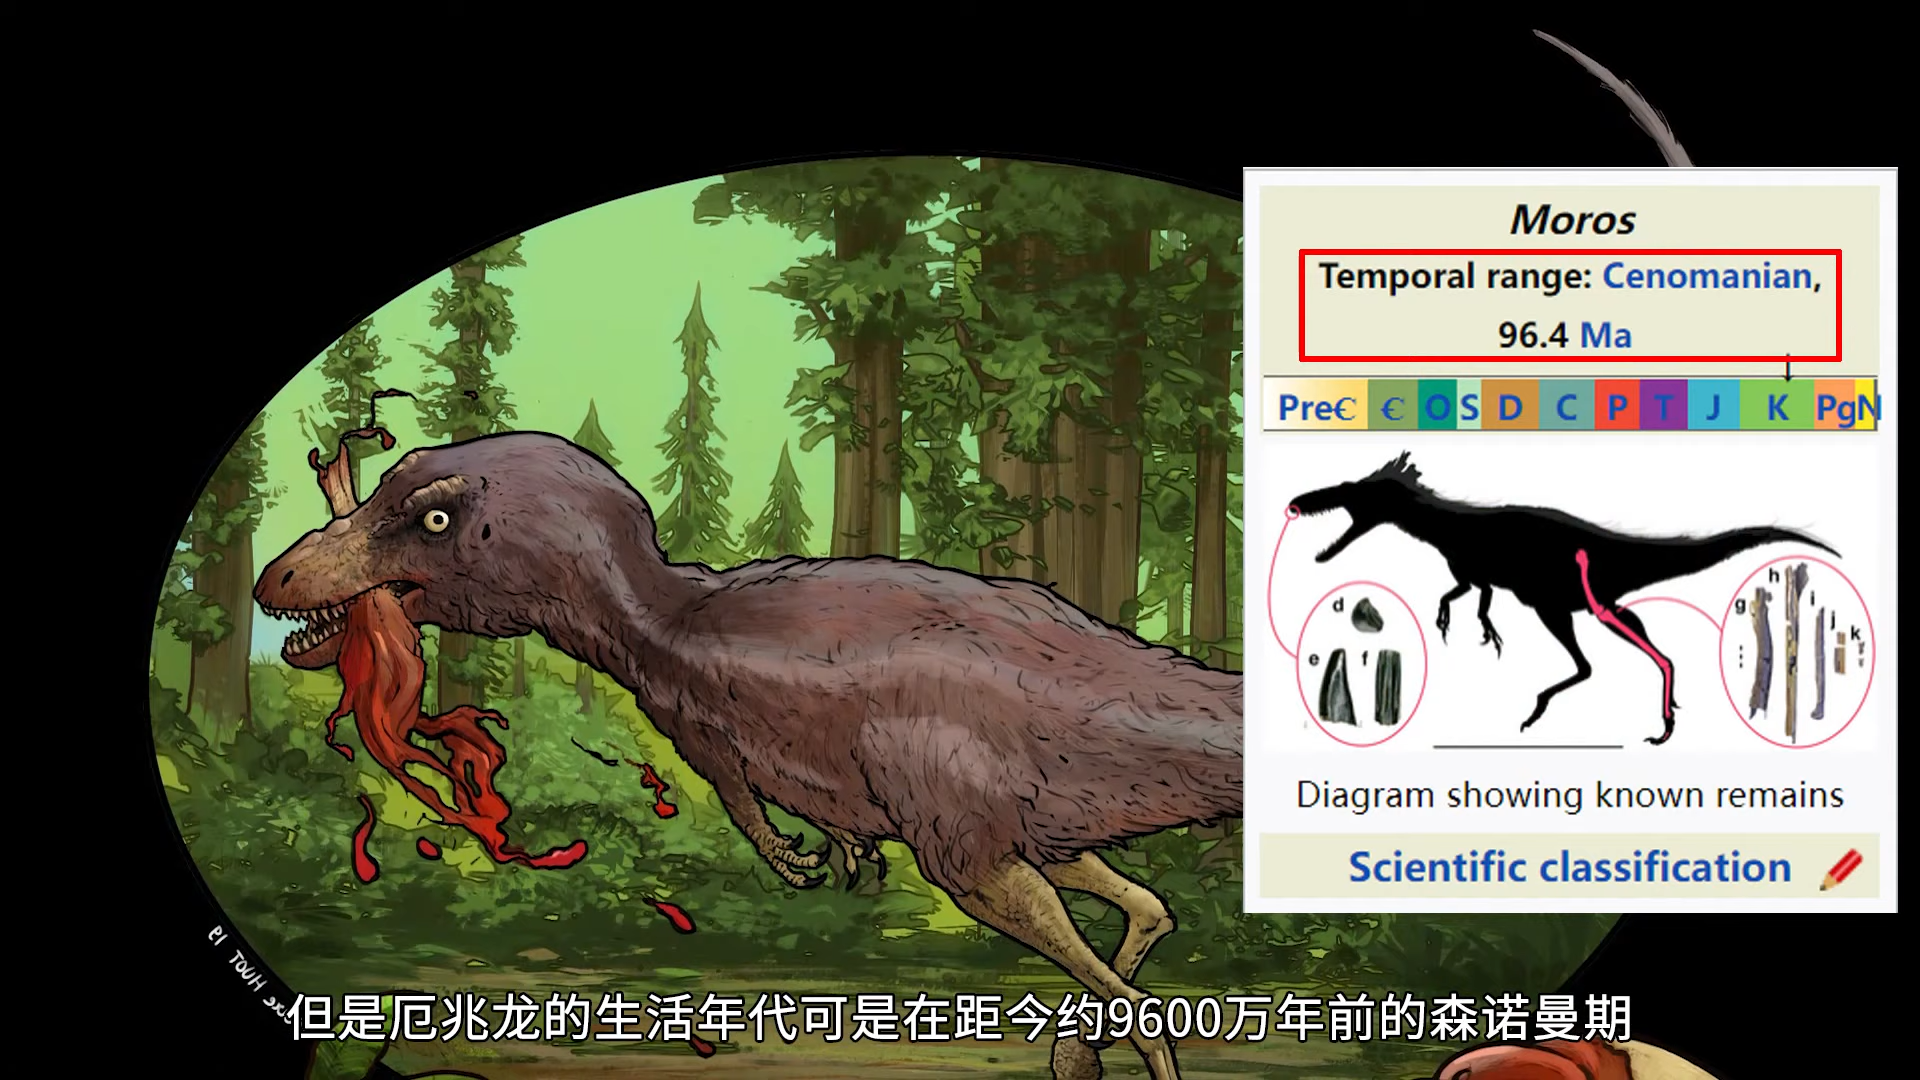 Moros
Temporal range: Cenomanian,
96.4 Ma
↓
PreЄ Є O S D C P T J K PgN
d
e f
h
g i
j
k
Diagram showing known remains
Scientific classification
但是厄兆龙的生活年代可是在距今约9600万年前的森诺曼期